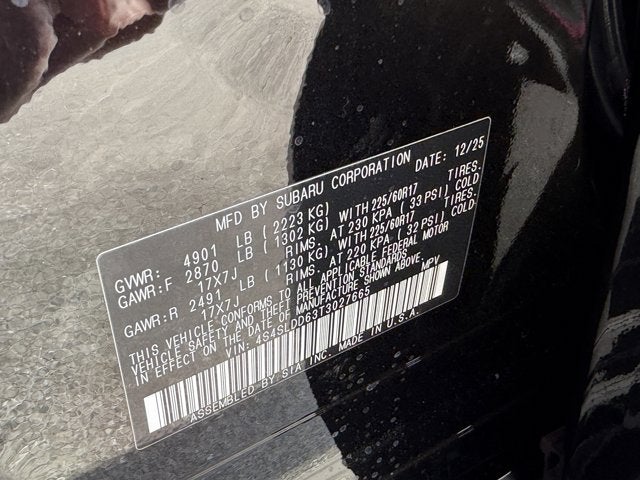 MFD BY SUBARU CORPORATION DATE: 12/25
GVWR: 4901 LB (2223 KG)
GAWR:F 2870 LB (1302 KG) WITH 225/60R17 TIRES.
17X7J RIMS. AT 230 KPA (33 PSI) COLD
GAWR:R 2491 LB (1130 KG) WITH 225/60R17 TIRES.
17X7J RIMS. AT 220 KPA (32 PSI) COLD.
THIS VEHICLE CONFORMS TO ALL APPLICABLE FEDERAL MOTOR
VEHICLE SAFETY STANDARDS AND THEFT PREVENTION STANDARDS
IN EFFECT ON THE DATE OF MANUFACTURE SHOWN ABOVE.
VIN: 4S4SLDD63T3027665 MPV
ASSEMBLED BY SIA INC. MADE IN U.S.A.